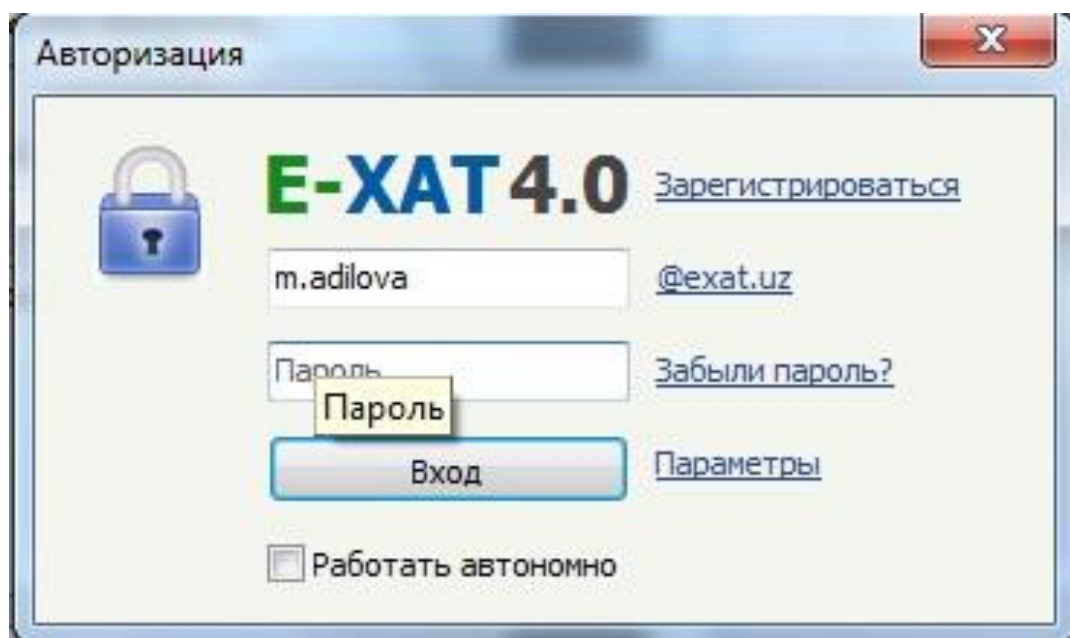 Авторизация
E-XAT 4.0 Зарегистрироваться
m.adilova @exat.uz
Пароль Забыли пароль?
Пароль
Вход Параметры
Работать автономно